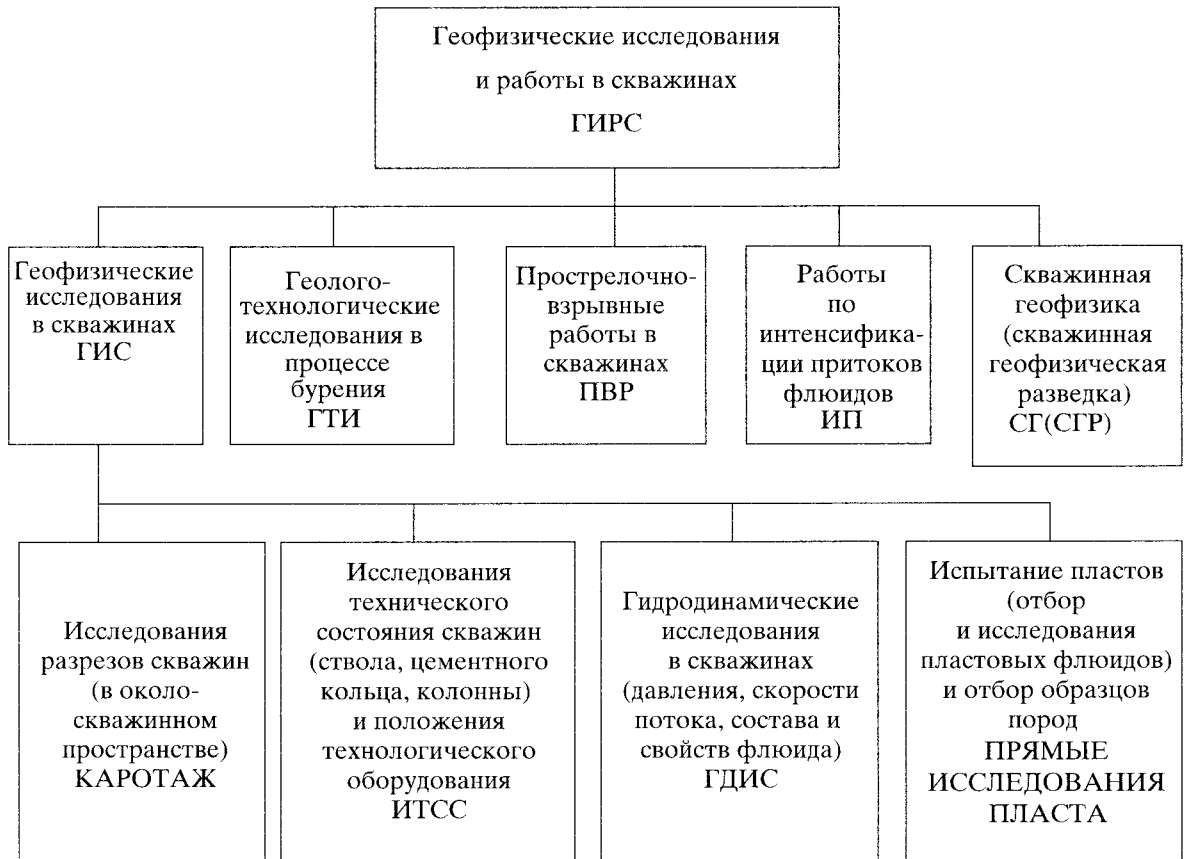 Геофизические исследования
и работы в скважинах
ГИРС
Геофизические
исследования
в скважинах
ГИС
Геолого-
технологические
исследования в
процессе
бурения
ГТИ
Прострелочно-
взрывные
работы в
скважинах
ПВР
Работы
по
интенсифика-
ции притоков
флюидов
ИП
Скважинная
геофизика
(скважинная
геофизическая
разведка)
СГ(СГР)
Исследования
разрезов скважин
(в около-
скважинном
пространстве)
КАРОТАЖ
Исследования
технического
состояния скважин
(ствола, цементного
кольца, колонны)
и положения
технологического
оборудования
ИТСС
Гидродинамические
исследования
в скважинах
(давления, скорости
потока, состава и
свойств флюида)
ГДИС
Испытание пластов
(отбор
и исследования
пластовых флюидов)
и отбор образцов
пород
ПРЯМЫЕ
ИССЛЕДОВАНИЯ
ПЛАСТА